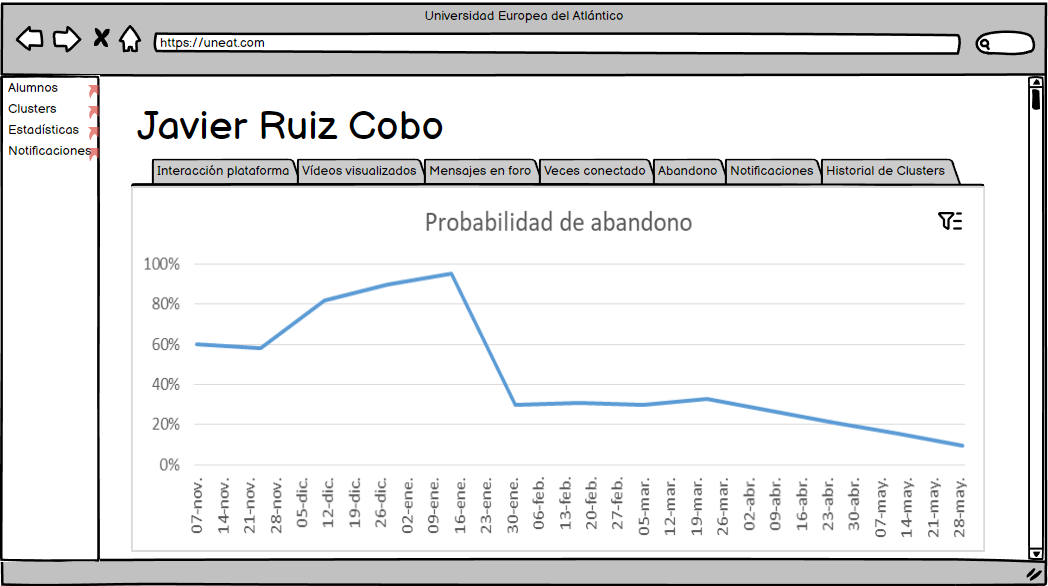 Universidad Europea del Atlántico
https://uneat.com
Alumnos
Clusters
Estadísticas
Notificaciones
Javier Ruiz Cobo
Interacción plataforma
Vídeos visualizados
Mensajes en foro
Veces conectado
Abandono
Notificaciones
Historial de Clusters
Probabilidad de abandono
100%
80%
60%
40%
20%
0%
07-nov.
14-nov.
21-nov.
28-nov.
05-dic.
12-dic.
19-dic.
26-dic.
02-ene.
09-ene.
16-ene.
23-ene.
30-ene.
06-feb.
13-feb.
20-feb.
27-feb.
05-mar.
12-mar.
19-mar.
26-mar.
02-abr.
09-abr.
16-abr.
23-abr.
30-abr.
07-may.
14-may.
21-may.
28-may.